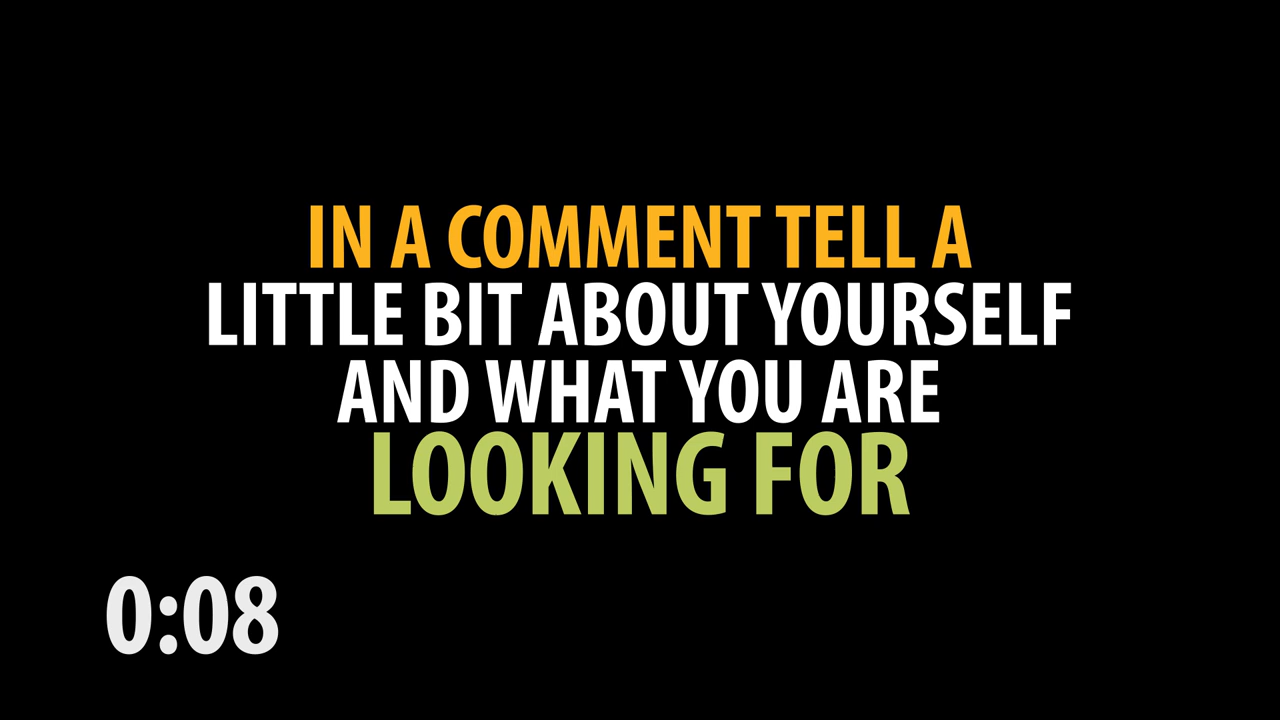 IN A COMMENT TELL A
LITTLE BIT ABOUT YOURSELF
AND WHAT YOU ARE
LOOKING FOR
0:08